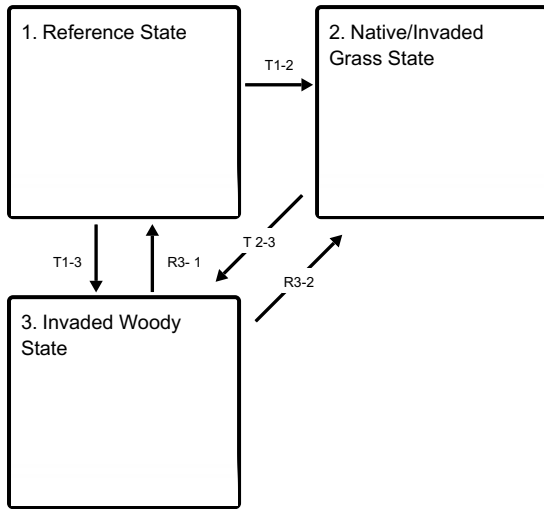 1. Reference State
2. Native/Invaded
Grass State
T1-2
T1-3
R3- 1
T 2-3
R3-2
3. Invaded Woody
State